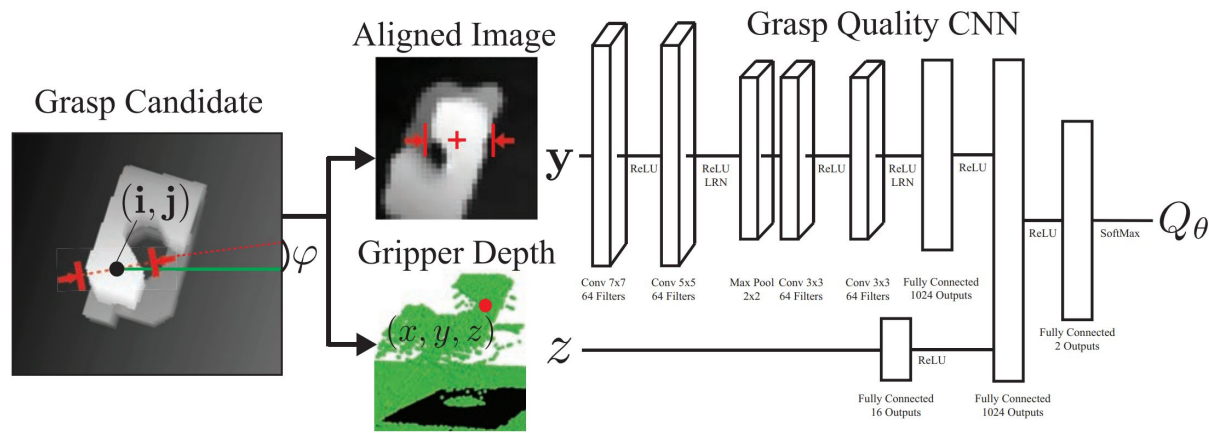 Grasp Candidate
(i, j)
φ
Aligned Image
Gripper Depth
(x, y, z)
Grasp Quality CNN
y
ReLU
ReLU
LRN
ReLU
ReLU
LRN
ReLU
Conv 7x7
64 Filters
Conv 5x5
64 Filters
Max Pool
2x2
Conv 3x3
64 Filters
Conv 3x3
64 Filters
Fully Connected
1024 Outputs
z
ReLU
Fully Connected
16 Outputs
Fully Connected
1024 Outputs
ReLU
Fully Connected
2 Outputs
SoftMax
Qθ